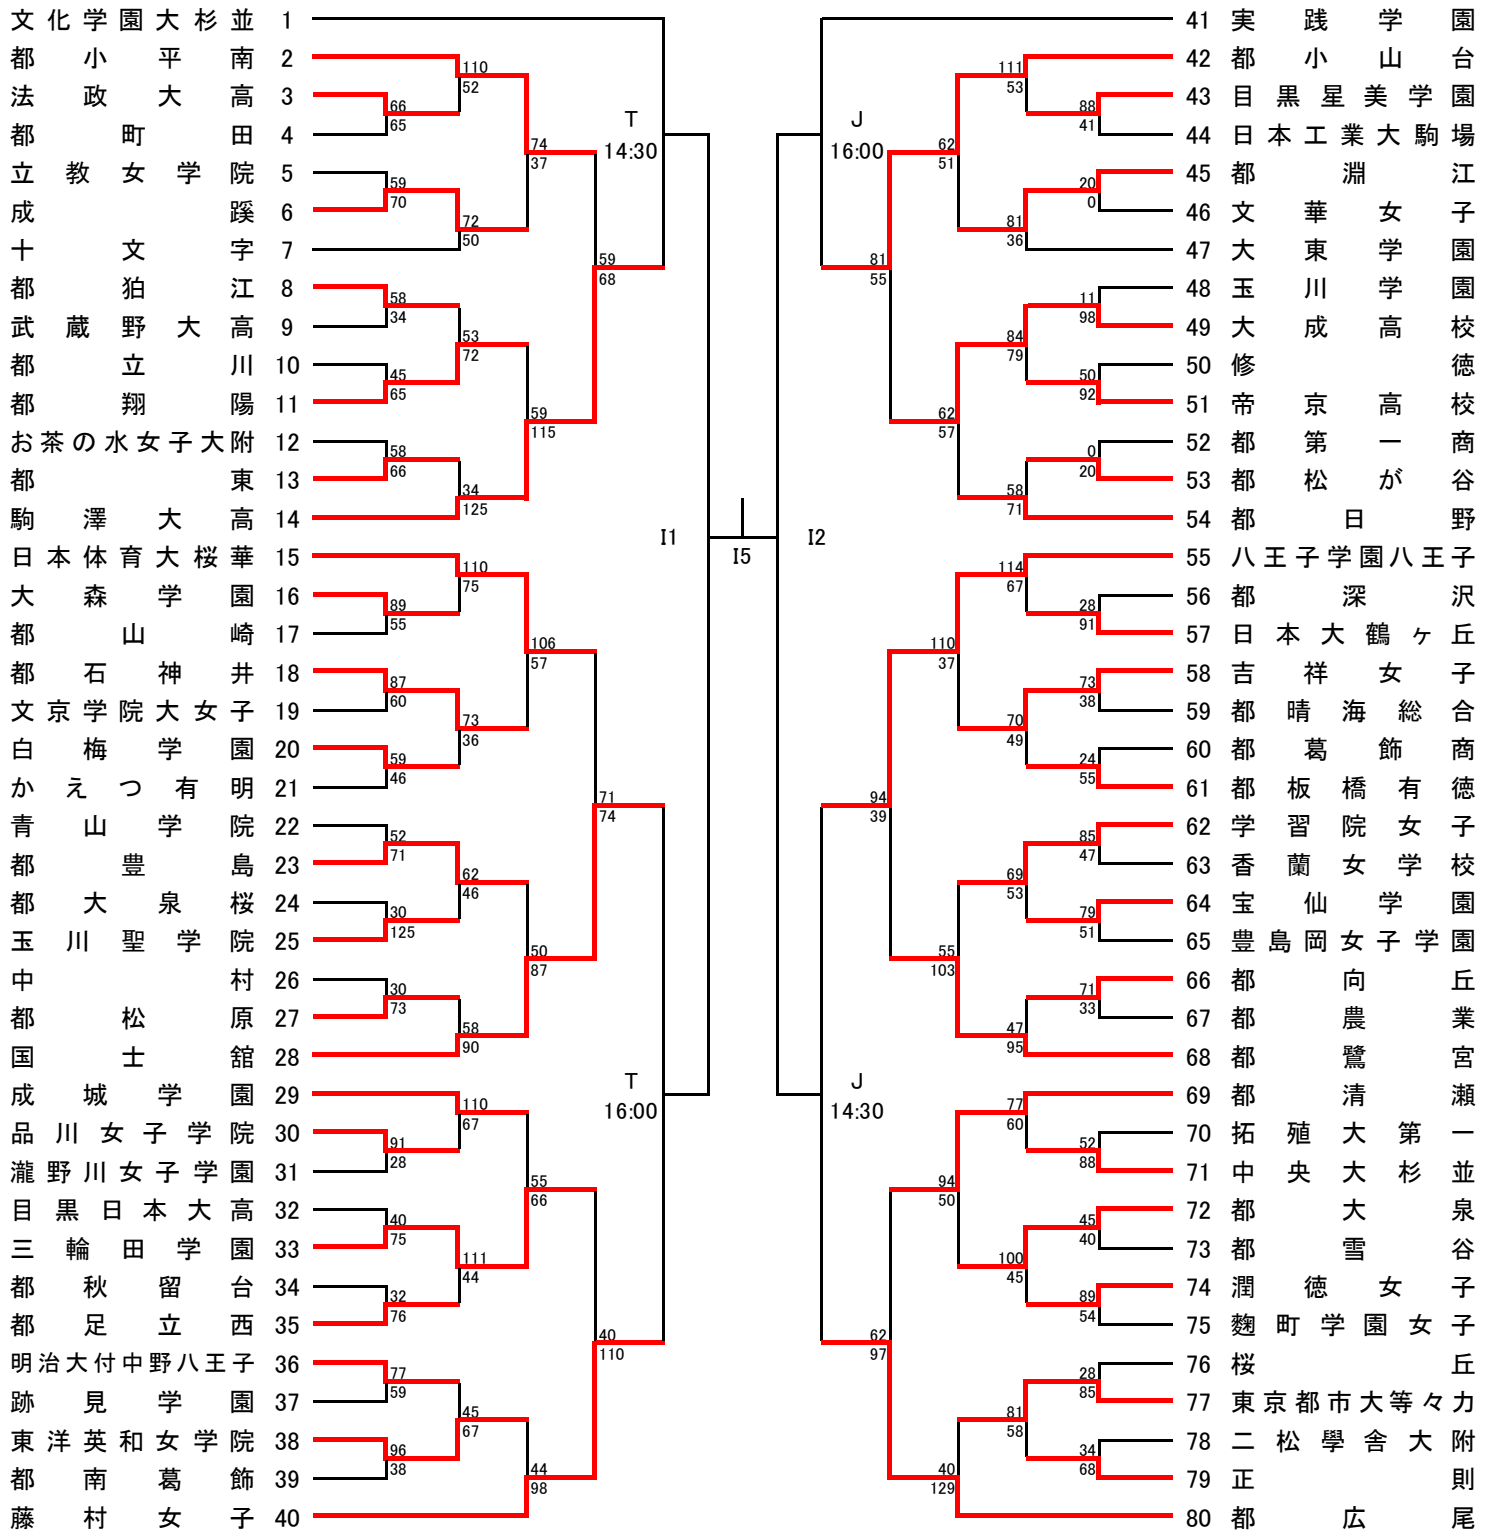 文化学園大杉並 1
都小平南 2
法政大高 3
都町田 4
立教女学院 5
成蹊 6
十文字 7
都狛江 8
武蔵野大高 9
都立川 10
都翔陽 11
お茶の水女子大附 12
都東 13
駒澤大高 14
日本体育大桜華 15
大森学園 16
都山崎 17
都石神井 18
文京学院大女子 19
白梅学園 20
かえつ有明 21
青山学院 22
都豊島 23
都大泉桜 24
玉川聖学院 25
中村 26
都松原 27
国士舘 28
成城学園 29
品川女子学院 30
瀧野川女子学園 31
目黒日本大高 32
三輪田学園 33
都秋留台 34
都足立西 35
明治大付中野八王子 36
跡見学園 37
東洋英和女学院 38
都南葛飾 39
藤村女子 40
110
52
66
65
74
37
59
70
72
50
59
68
58
34
53
72
45
65
59
115
58
66
34
125
110
75
89
55
106
57
87
60
73
36
59
46
71
74
52
71
62
46
30
125
50
87
30
73
58
90
110
67
91
28
55
66
40
75
111
44
32
76
40
110
77
59
45
67
96
38
44
98
T
14:30
T
16:00
I1
I5
I2
J
16:00
J
14:30
111
53
88
41
62
51
20
0
81
36
81
55
11
98
84
79
50
92
62
57
0
20
58
71
114
67
28
91
110
37
73
38
70
49
24
55
94
39
85
47
69
53
79
51
55
103
71
33
47
95
77
60
52
88
94
50
45
40
100
45
89
54
62
97
28
85
81
58
34
68
40
129
41 実践学園
42 都小山台
43 目黒星美学園
44 日本工業大駒場
45 都淵江
46 文華女子
47 大東学園
48 玉川学園
49 大成高校
50 修徳
51 帝京高校
52 都第一商
53 都松が谷
54 都日野
55 八王子学園八王子
56 都深沢
57 日本大鶴ヶ丘
58 吉祥女子
59 都晴海総合
60 都葛飾商
61 都板橋有徳
62 学習院女子
63 香蘭女学校
64 宝仙学園
65 豊島岡女子学園
66 都向丘
67 都農業
68 都鷺宮
69 都清瀬
70 拓殖大第一
71 中央大杉並
72 都大泉
73 都雪谷
74 潤徳女子
75 麹町学園女子
76 桜丘
77 東京都市大等々力
78 二松學舎大附
79 正則
80 都広尾